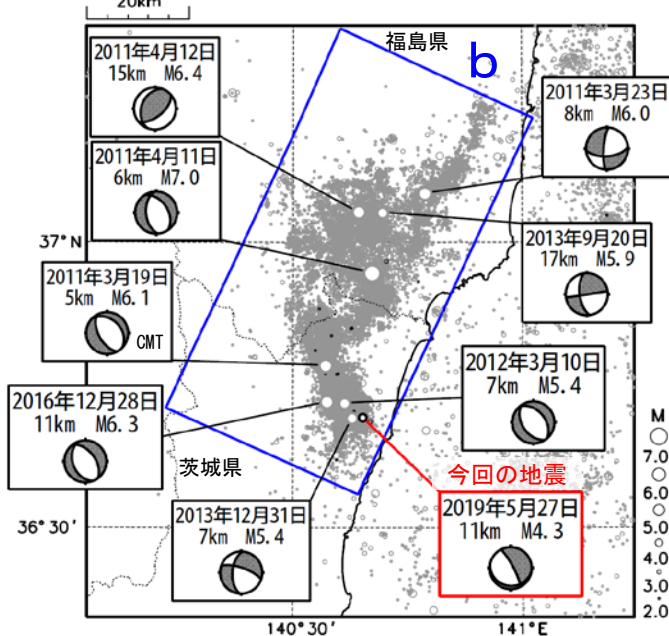 20km
福島県
b
2011年4月12日
15km M6.4
2011年3月23日
8km M6.0
2011年4月11日
6km M7.0
37°N
2013年9月20日
17km M5.9
2011年3月19日
5km M6.1
CMT
2012年3月10日
7km M5.4
2016年12月28日
11km M6.3
茨城県
今回の地震
2019年5月27日
11km M4.3
2013年12月31日
7km M5.4
36°30′
M
7.0
6.0
5.0
4.0
3.0
2.0
140°30′
141°E